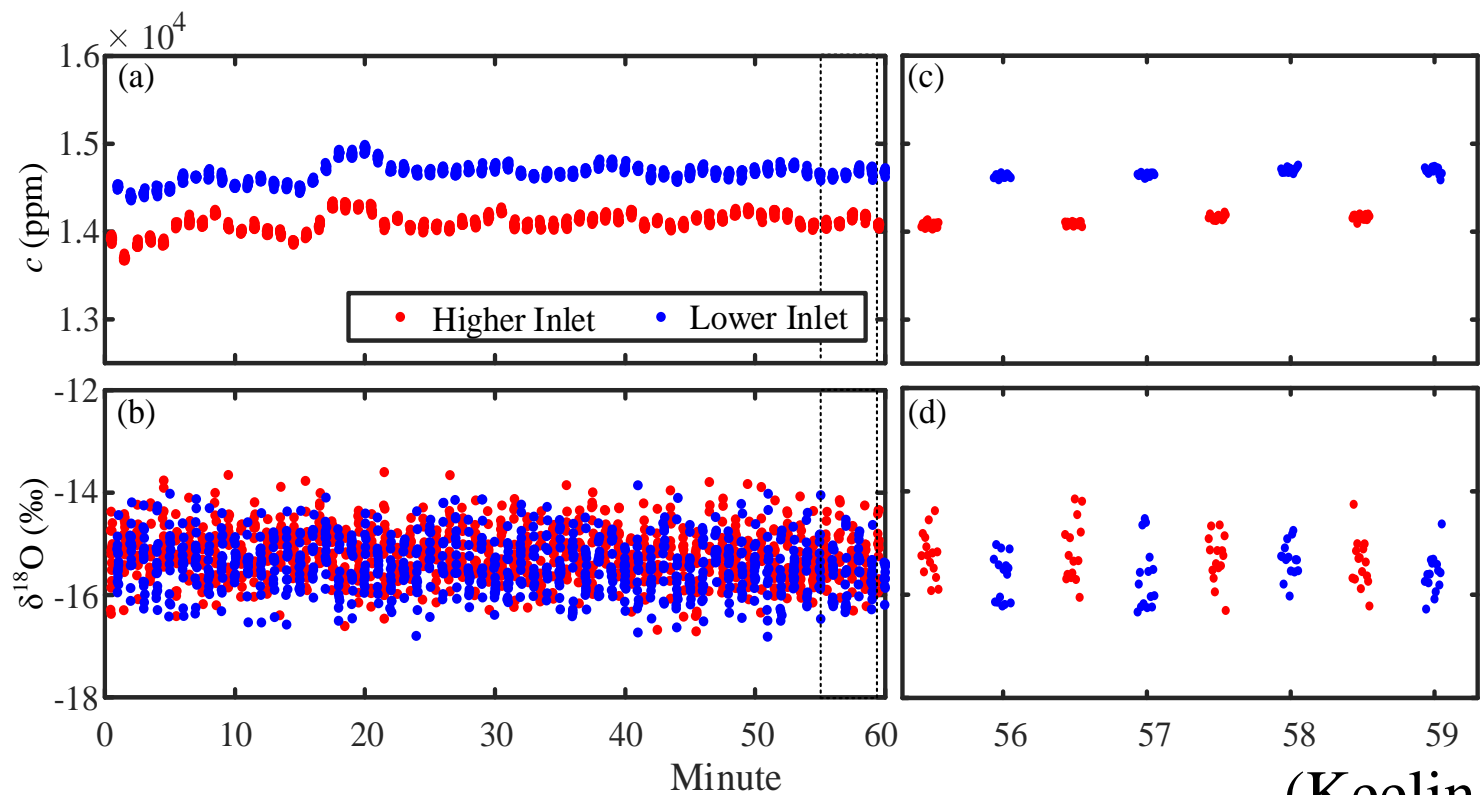 1.6 × 10⁴
(a)
(c)
1.5
1.4
1.3
c (ppm)
Higher Inlet
Lower Inlet
-12
(b)
(d)
-14
-16
-18
δ¹⁸O (‰)
0 10 20 30 40 50 60
56 57 58 59
Minute
(Keelin